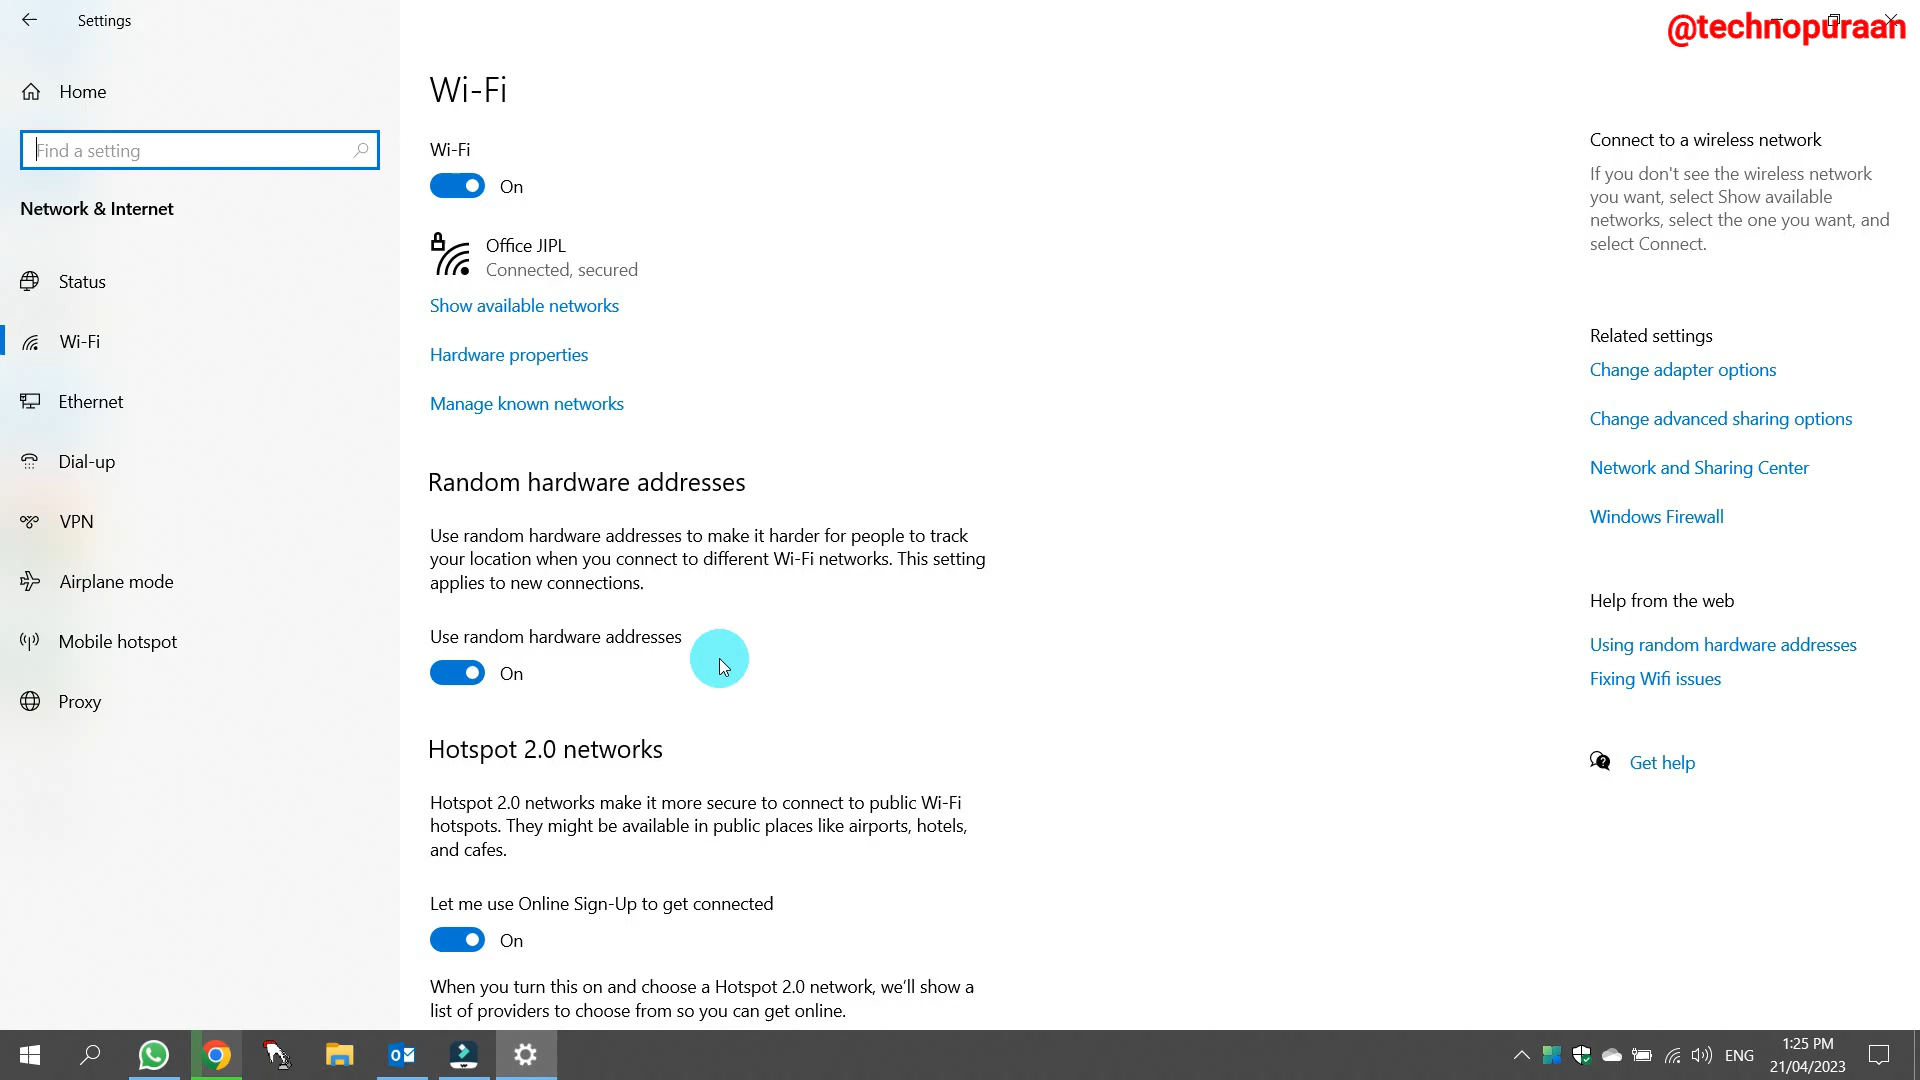 Settings
@technopuraan
Home
Find a setting
Network & Internet
Status
Wi-Fi
Ethernet
Dial-up
VPN
Airplane mode
Mobile hotspot
Proxy
Wi-Fi
Wi-Fi
On
Office JIPL
Connected, secured
Show available networks
Hardware properties
Manage known networks
Random hardware addresses
Use random hardware addresses to make it harder for people to track
your location when you connect to different Wi-Fi networks. This setting
applies to new connections.
Use random hardware addresses
On
Hotspot 2.0 networks
Hotspot 2.0 networks make it more secure to connect to public Wi-Fi
hotspots. They might be available in public places like airports, hotels,
and cafes.
Let me use Online Sign-Up to get connected
On
When you turn this on and choose a Hotspot 2.0 network, we'll show a
list of providers to choose from so you can get online.
Connect to a wireless network
If you don't see the wireless network
you want, select Show available
networks, select the one you want, and
select Connect.
Related settings
Change adapter options
Change advanced sharing options
Network and Sharing Center
Windows Firewall
Help from the web
Using random hardware addresses
Fixing Wifi issues
Get help
ENG
1:25 PM
21/04/2023